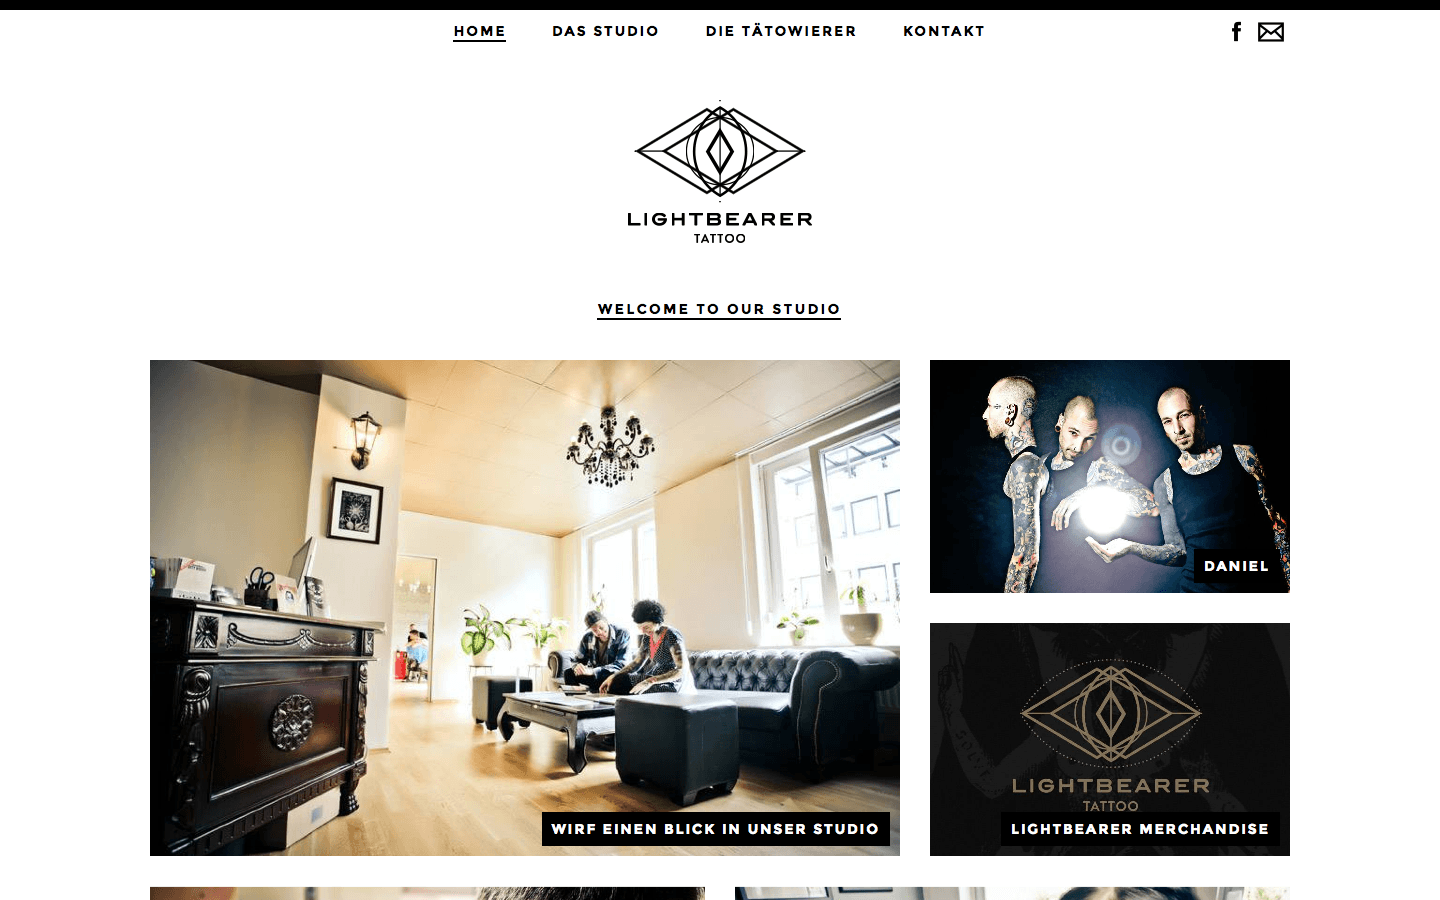 HOME
DAS STUDIO
DIE TÄTOWIERER
KONTAKT
LIGHTBEARER
TATTOO
WELCOME TO OUR STUDIO
DANIEL
WIRF EINEN BLICK IN UNSER STUDIO
LIGHTBEARER
TATTOO
LIGHTBEARER MERCHANDISE